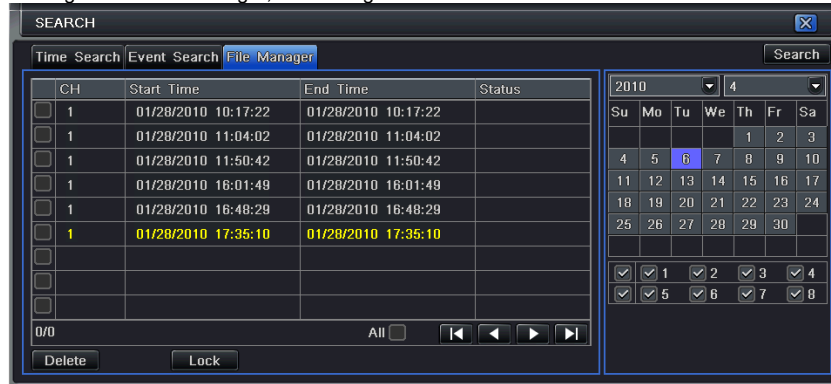 SEARCH
Time Search Event Search File Manager Search
CH Start Time End Time Status
1 01/28/2010 10:17:22 01/28/2010 10:17:22
1 01/28/2010 11:04:02 01/28/2010 11:04:02
1 01/28/2010 11:50:42 01/28/2010 11:50:42
1 01/28/2010 16:01:49 01/28/2010 16:01:49
1 01/28/2010 16:48:29 01/28/2010 16:48:29
1 01/28/2010 17:35:10 01/28/2010 17:35:10
0/0 All
Delete Lock
2010 4
Su Mo Tu We Th Fr Sa
1 2 3
4 5 6 7 8 9 10
11 12 13 14 15 16 17
18 19 20 21 22 23 24
25 26 27 28 29 30
1 2 3 4
5 6 7 8